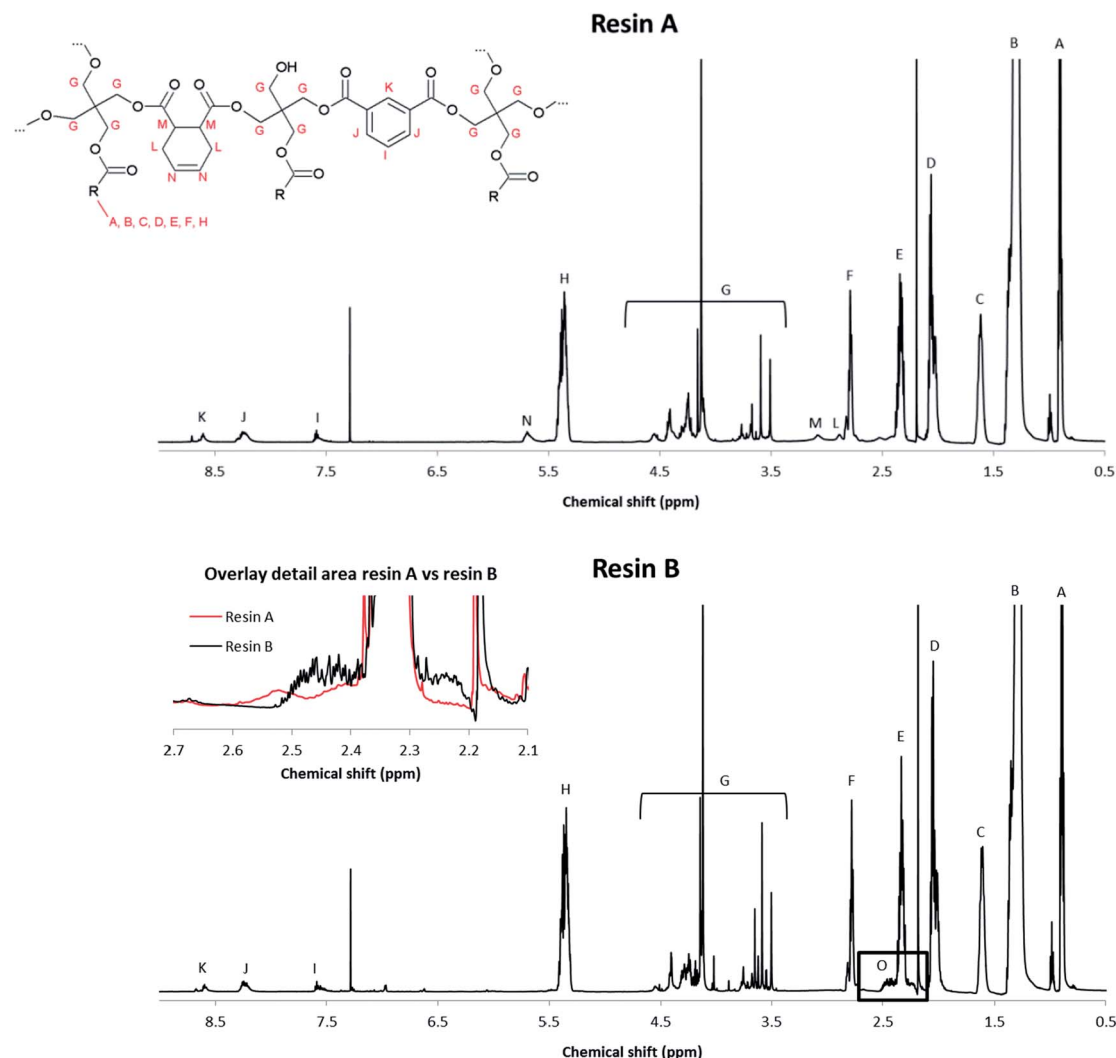 Resin A
B A
... ...
O OH O
G G G G G G
O O O O K O O
G O O G O O G
... O G G M M G G J J G G O ...
O L L O I O
O N N O O
R R R
A, B, C, D, E, F, H
D
H G F E C
K J I N M L
8.5 7.5 6.5 5.5 4.5 3.5 2.5 1.5 0.5
Chemical shift (ppm)
Overlay detail area resin A vs resin B
Resin B
B A
Resin A
Resin B
D
2.7 2.6 2.5 2.4 2.3 2.2 2.1
Chemical shift (ppm)
H G F E C
K J I O
8.5 7.5 6.5 5.5 4.5 3.5 2.5 1.5 0.5
Chemical shift (ppm)